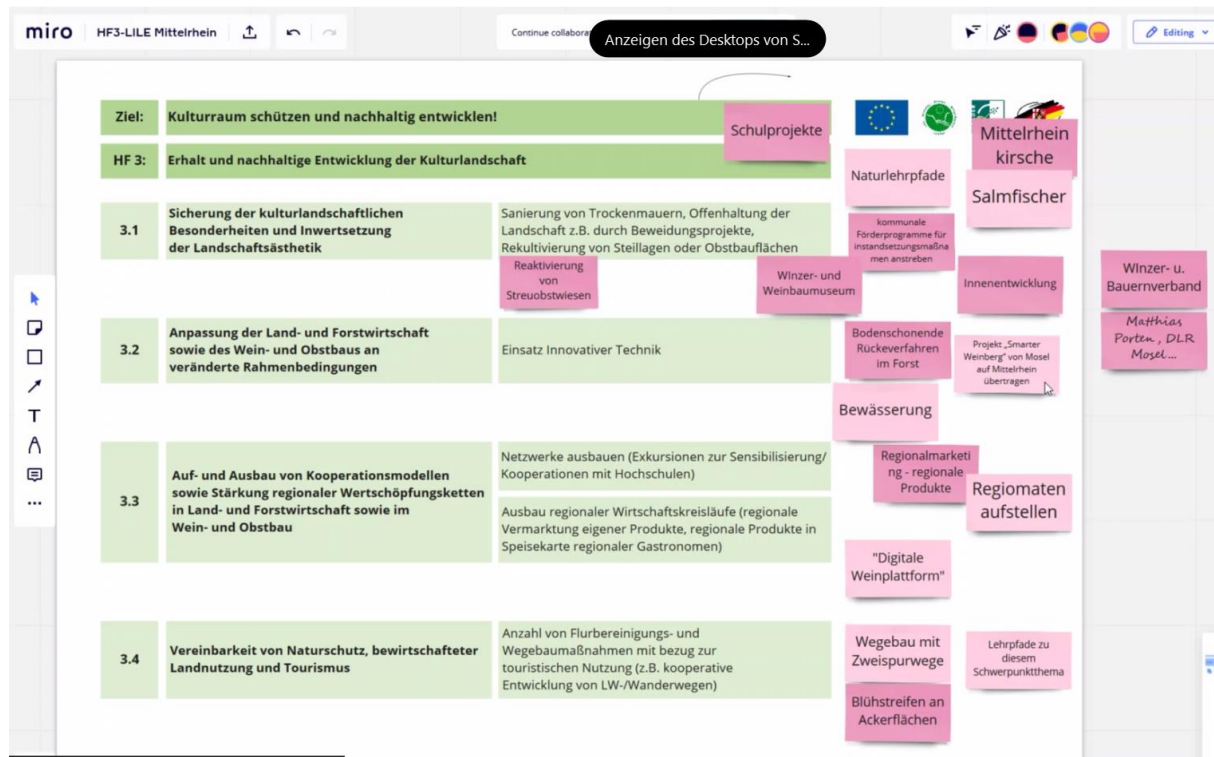 miro
HF3-LILE Mittelrhein
Continue collabora
Anzeigen des Desktops von S...
Editing
Ziel:
Kulturraum schützen und nachhaltig entwicklen!
Schulprojekte
Mittelrhein
kirsche
HF 3:
Erhalt und nachhaltige Entwicklung der Kulturlandschaft
Naturlehrpfade
Salmfischer
3.1
Sicherung der kulturlandschaftlichen
Besonderheiten und Inwertsetzung
der Landschaftsästhetik
Sanierung von Trockenmauern, Offenhaltung der
Landschaft z.B. durch Beweidungsprojekte,
Rekultivierung von Steillagen oder Obstbauflächen
kommunale
Förderprogramme für
instandsetzungsmaßna
men anstreben
Reaktivierung
von
Streuobstwiesen
WInzer- und
Weinbaumuseum
Innenentwicklung
WInzer- u.
Bauernverband
3.2
Anpassung der Land- und Forstwirtschaft
sowie des Wein- und Obstbaus an
veränderte Rahmenbedingungen
Einsatz Innovativer Technik
Bodenschonende
Rückeverfahren
im Forst
Projekt „Smarter
Weinberg" von Mosel
auf Mittelrhein
übertragen
Matthias
Porten, DLR
Mosel...
Bewässerung
3.3
Auf- und Ausbau von Kooperationsmodellen
sowie Stärkung regionaler Wertschöpfungsketten
in Land- und Forstwirtschaft sowie im
Wein- und Obstbau
Netzwerke ausbauen (Exkursionen zur Sensibilisierung/
Kooperationen mit Hochschulen)
Ausbau regionaler Wirtschaftskreisläufe (regionale
Vermarktung eigener Produkte, regionale Produkte in
Speisekarte regionaler Gastronomen)
Regionalmarketi
ng - regionale
Produkte
Regiomaten
aufstellen
"Digitale
Weinplattform"
3.4
Vereinbarkeit von Naturschutz, bewirtschafteter
Landnutzung und Tourismus
Anzahl von Flurbereinigungs- und
Wegebaumaßnahmen mit bezug zur
touristischen Nutzung (z.B. kooperative
Entwicklung von LW-/Wanderwegen)
Wegebau mit
Zweispurwege
Lehrpfade zu
diesem
Schwerpunktthema
Blühstreifen an
Ackerflächen